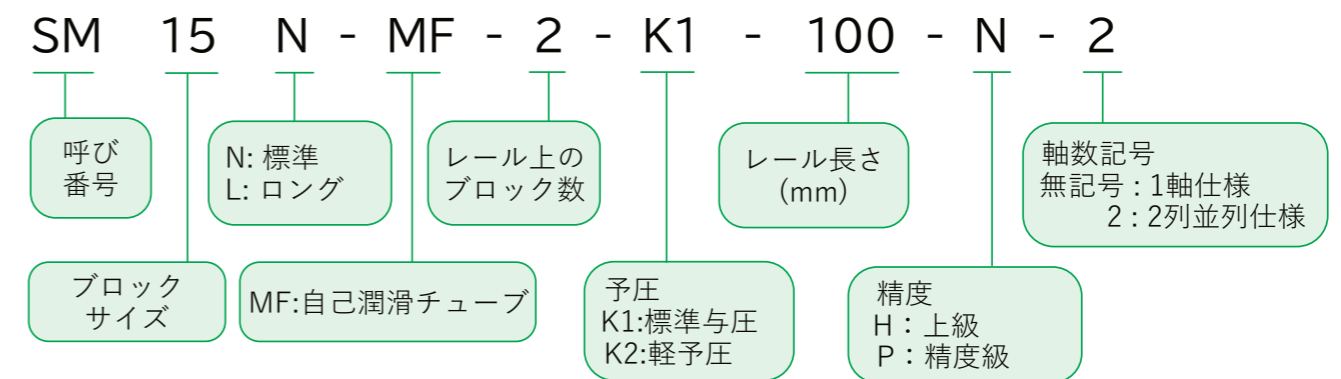 SM 15 N - MF - 2 - K1 - 100 - N - 2
呼び
番号
N: 標準
L: ロング
レール上の
ブロック数
レール長さ
(mm)
軸数記号
無記号 : 1軸仕様
2 : 2列並列仕様
ブロック
サイズ
MF:自己潤滑チューブ
予圧
K1:標準与圧
K2:軽予圧
精度
H：上級
P：精度級